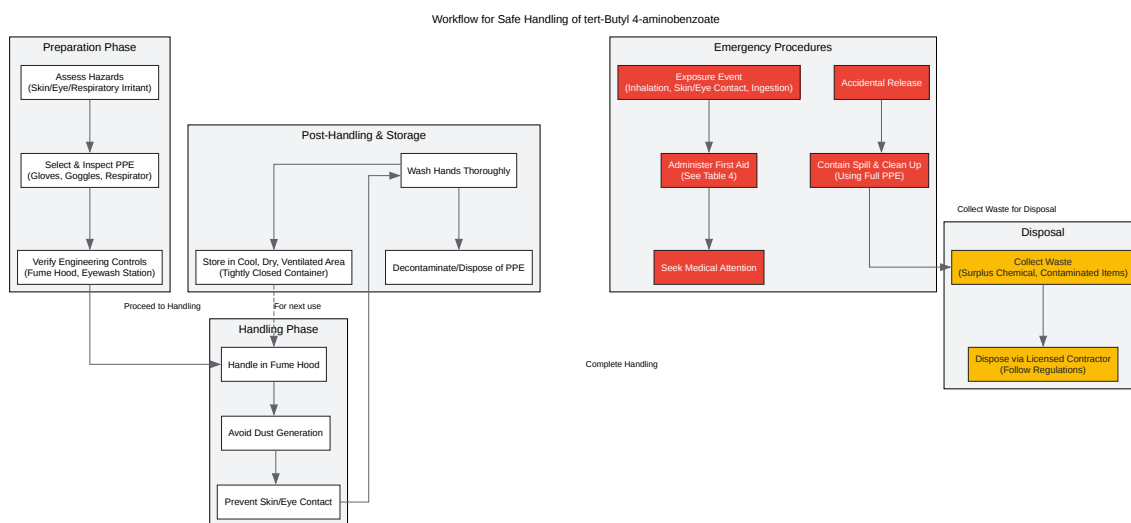 Workflow for Safe Handling of tert-Butyl 4-aminobenzoate
Preparation Phase
Assess Hazards
(Skin/Eye/Respiratory Irritant)
Select & Inspect PPE
(Gloves, Goggles, Respirator)
Verify Engineering Controls
(Fume Hood, Eyewash Station)
Proceed to Handling
Post-Handling & Storage
Wash Hands Thoroughly
Store in Cool, Dry, Ventilated Area
(Tightly Closed Container)
Decontaminate/Dispose of PPE
For next use
Handling Phase
Handle in Fume Hood
Avoid Dust Generation
Prevent Skin/Eye Contact
Complete Handling
Emergency Procedures
Exposure Event
(Inhalation, Skin/Eye Contact, Ingestion)
Accidental Release
Administer First Aid
(See Table 4)
Contain Spill & Clean Up
(Using Full PPE)
Seek Medical Attention
Collect Waste for Disposal
Disposal
Collect Waste
(Surplus Chemical, Contaminated Items)
Dispose via Licensed Contractor
(Follow Regulations)